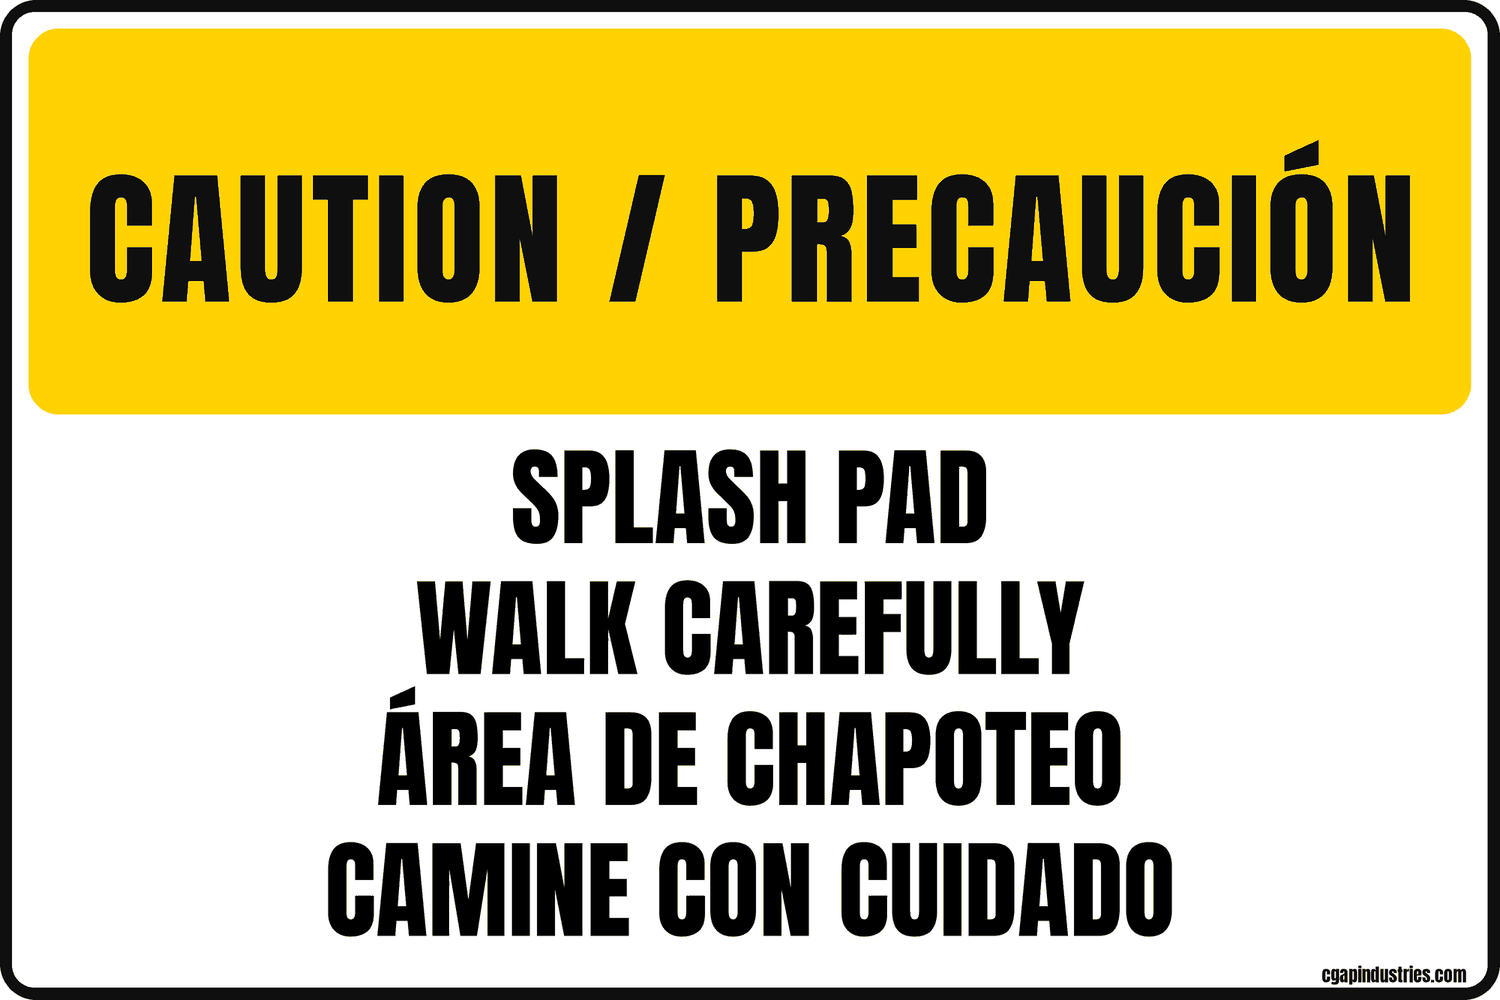 CAUTION / PRECAUCIÓN
SPLASH PAD
WALK CAREFULLY
ÁREA DE CHAPOTEO
CAMINE CON CUIDADO
cgapindustries.com